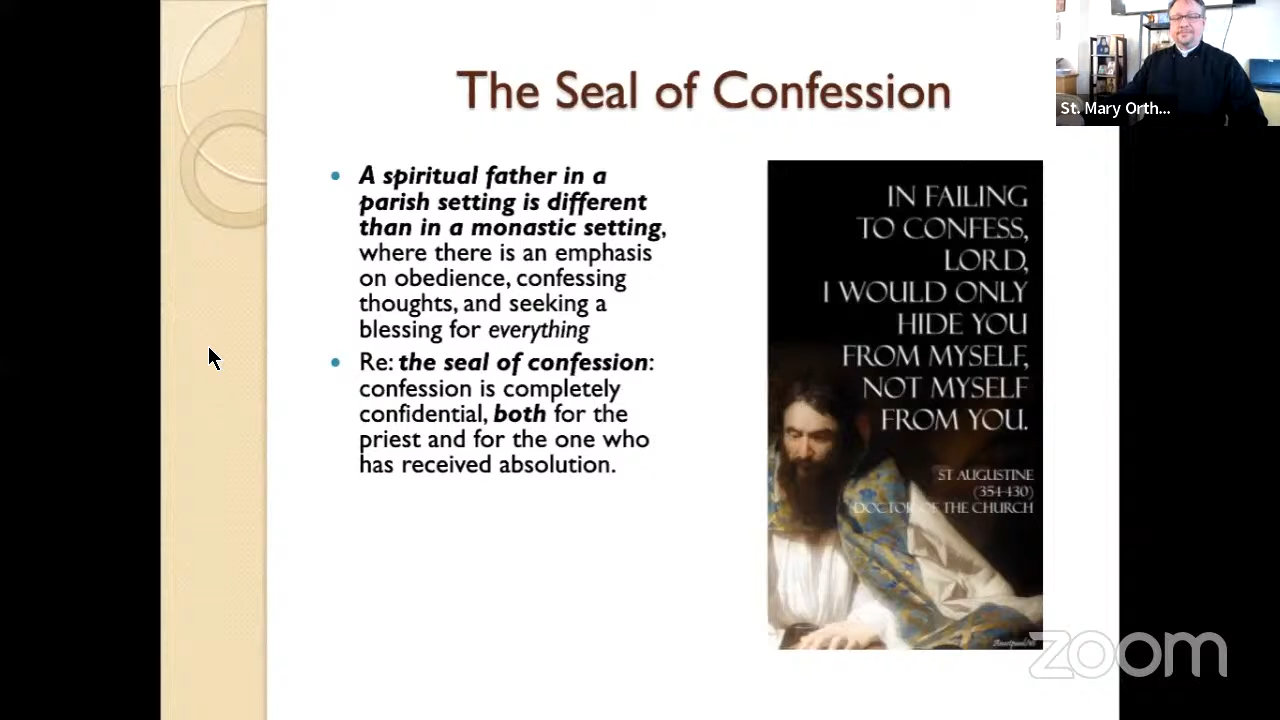 The Seal of Confession
St. Mary Orth...
• A spiritual father in a
parish setting is different
than in a monastic setting,
where there is an emphasis
on obedience, confessing
thoughts, and seeking a
blessing for everything
• Re: the seal of confession:
confession is completely
confidential, both for the
priest and for the one who
has received absolution.
IN FAILING
TO CONFESS,
LORD,
I WOULD ONLY
HIDE YOU
FROM MYSELF,
NOT MYSELF
FROM YOU.
ST AUGUSTINE
(354-430)
DOCTOR OF THE CHURCH
zoom